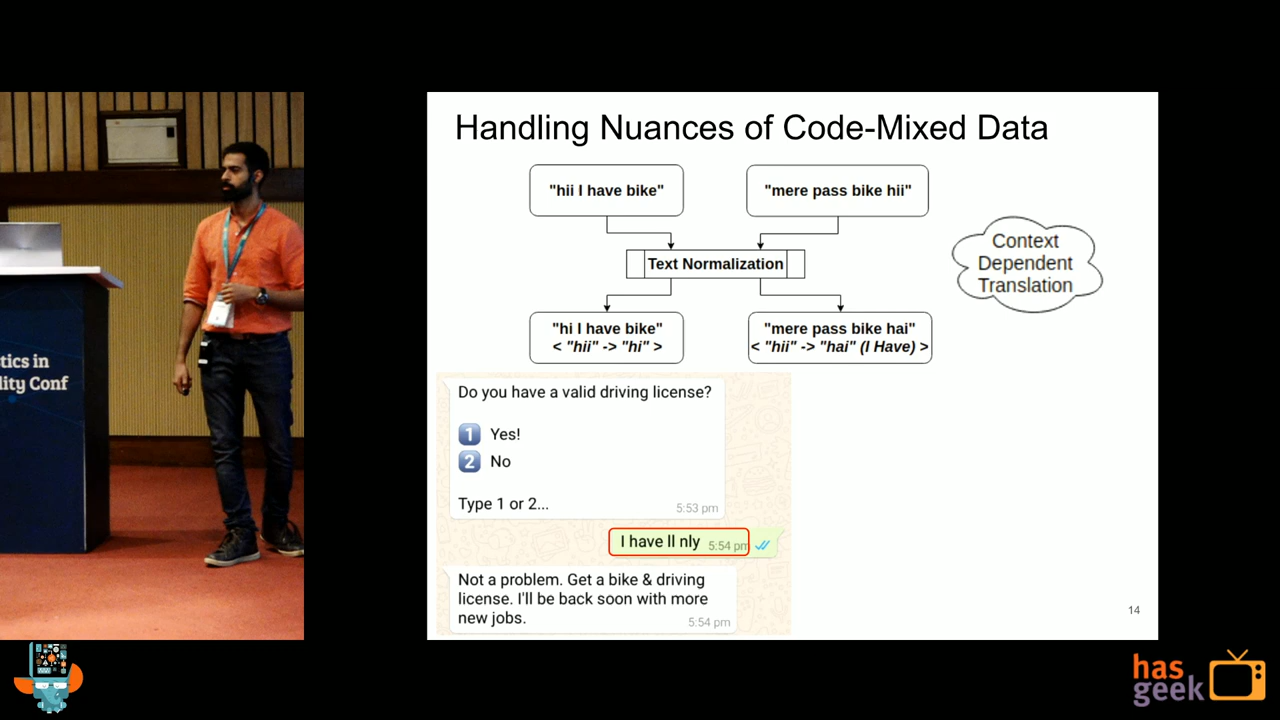 Handling Nuances of Code-Mixed Data
"hii I have bike"
"mere pass bike hii"
Text Normalization
Context
Dependent
Translation
"hi I have bike"
< "hii" -> "hi" >
"mere pass bike hai"
< "hii" -> "hai" (I Have) >
Do you have a valid driving license?
1 Yes!
2 No
Type 1 or 2...
5:53 pm
I have ll nly 5:54 pm
Not a problem. Get a bike & driving
license. I'll be back soon with more
new jobs.
5:54 pm
14
tics in
lity Conf
has
geek